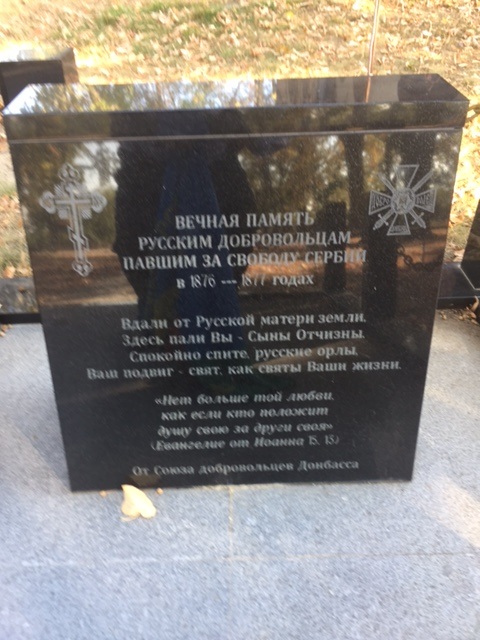 ВЕЧНАЯ ПАМЯТЬ
РУССКИМ ДОБРОВОЛЬЦАМ
ПАВШИМ ЗА СВОБОДУ СЕРБИИ
в 1876 --- 1877 годах
Вдали от Русской матери земли,
Здесь пали Вы - Сыны Отчизны.
Спокойно спите, русские орлы,
Ваш подвиг - свят, как святы Ваши жизни.
«Нет больше той любви,
как если кто положит
душу свою за други своя»
(Евангелие от Иоанна 15, 13)
От Союза добровольцев Донбасса